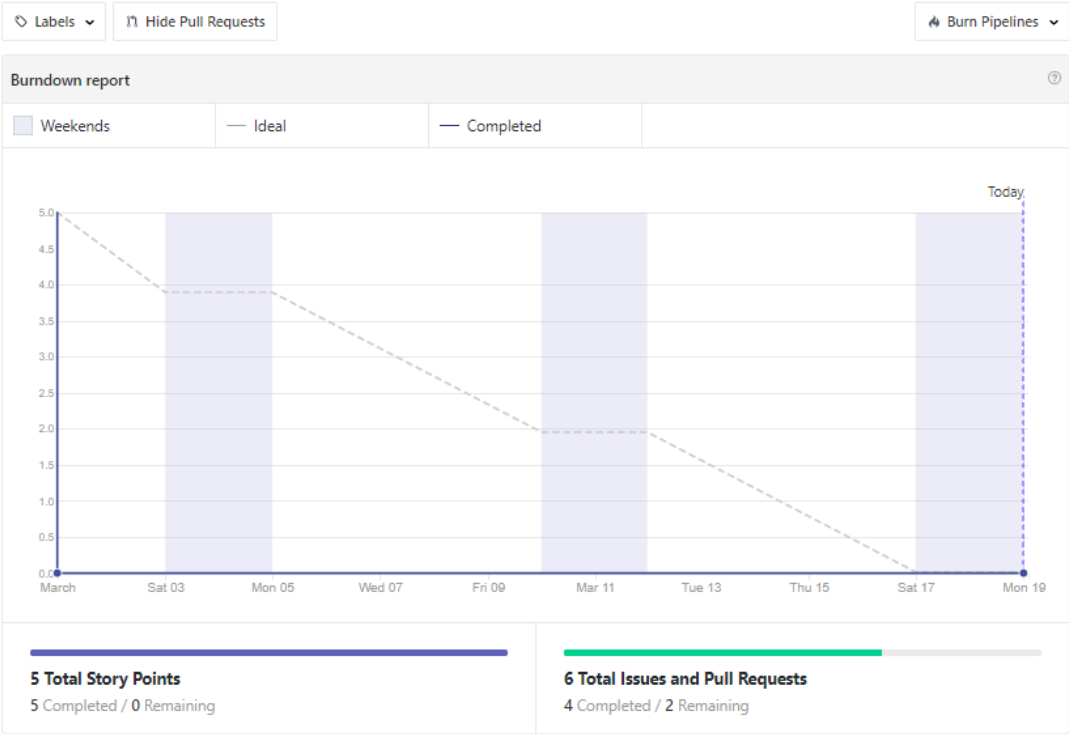 Labels
Hide Pull Requests
Burn Pipelines
Burndown report
Weekends
Ideal
Completed
Today
5.0
4.5
4.0
3.5
3.0
2.5
2.0
1.5
1.0
0.5
0.0
March Sat 03 Mon 05 Wed 07 Fri 09 Mar 11 Tue 13 Thu 15 Sat 17 Mon 19
5 Total Story Points
5 Completed / 0 Remaining
6 Total Issues and Pull Requests
4 Completed / 2 Remaining